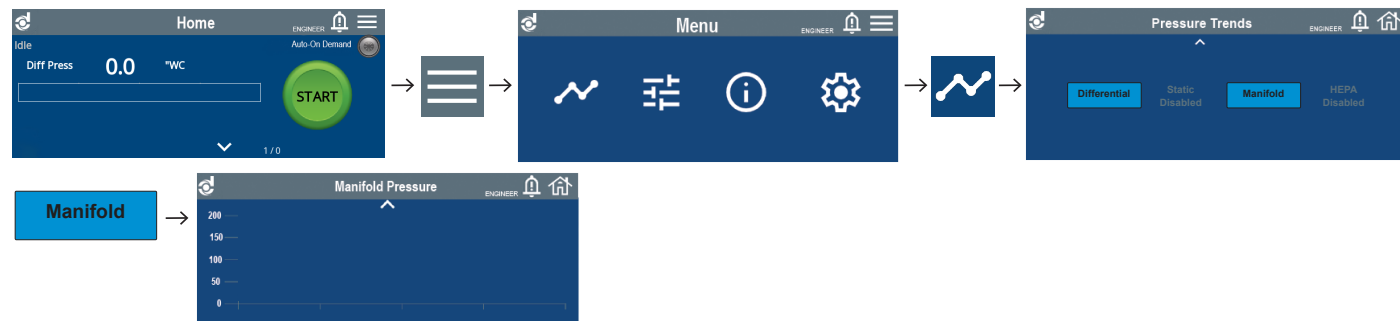 Home
ENGINEER
Idle
Auto-On Demand
Diff Press 0.0 "WC
START
1 / 0
Menu
ENGINEER
Pressure Trends
ENGINEER
Differential
Static
Disabled
Manifold
HEPA
Disabled
Manifold
Manifold Pressure
ENGINEER
200
150
100
50
0